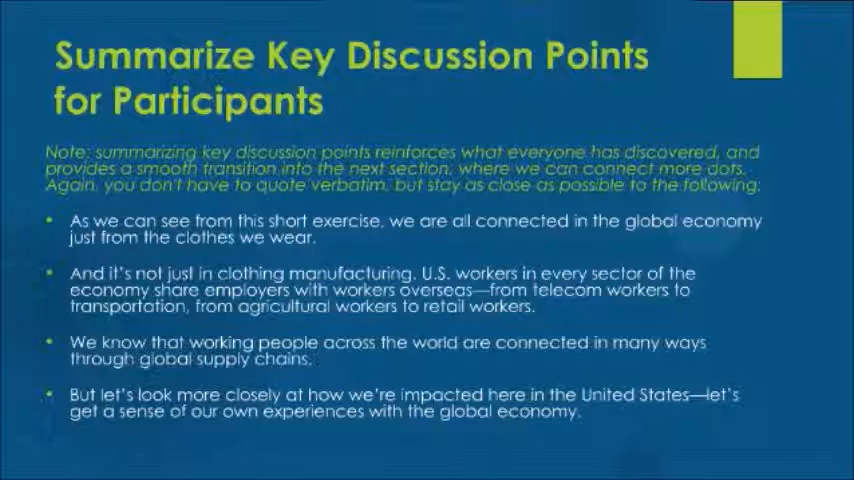 Summarize Key Discussion Points
for Participants
Note: summarizing key discussion points reinforces what everyone has discovered, and
provides a smooth transition into the next section, where we can connect more dots.
Again, you don't have to quote verbatim, but stay as close as possible to the following:
• As we can see from this short exercise, we are all connected in the global economy
just from the clothes we wear.
• And it's not just in clothing manufacturing. U.S. workers in every sector of the
economy share employers with workers overseas—from telecom workers to
transportation, from agricultural workers to retail workers.
• We know that working people across the world are connected in many ways
through global supply chains.
• But let's look more closely at how we're impacted here in the United States—let's
get a sense of our own experiences with the global economy.